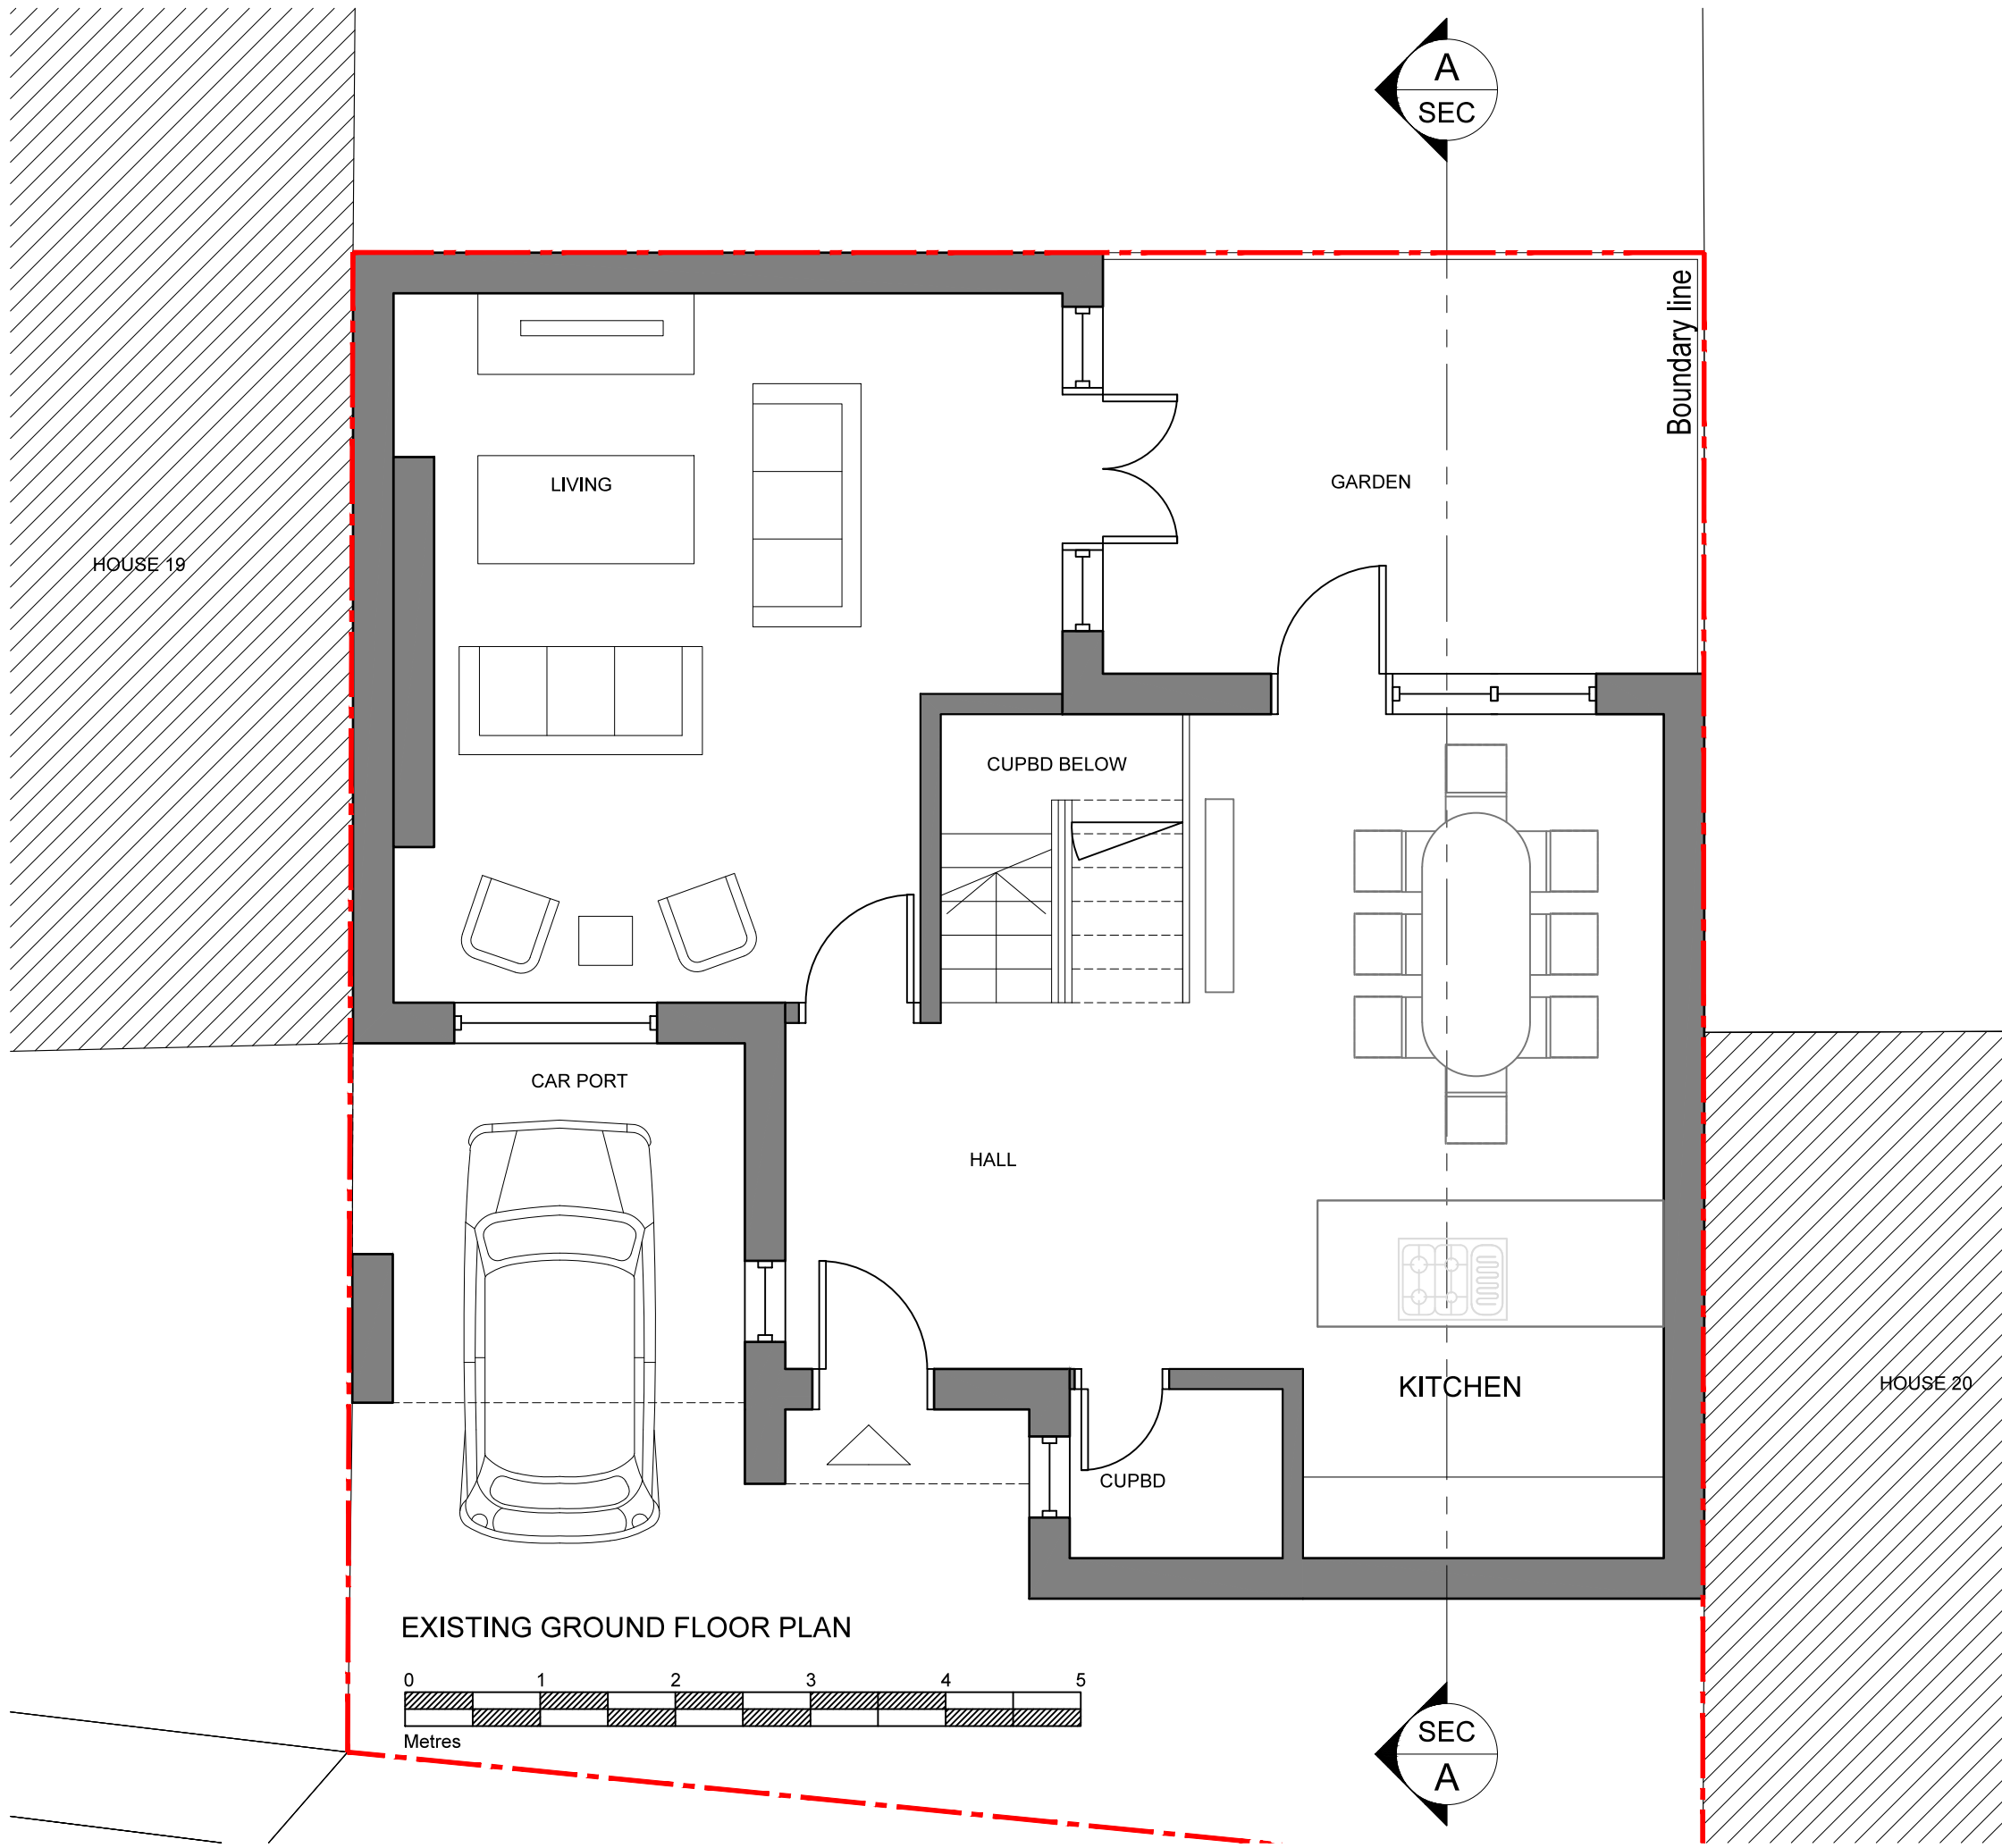 A
SEC
Boundary line
LIVING
GARDEN
HOUSE 19
CUPBD BELOW
CAR PORT
HALL
KITCHEN
HOUSE 20
CUPBD
EXISTING GROUND FLOOR PLAN
0 1 2 3 4 5
Metres
SEC
A